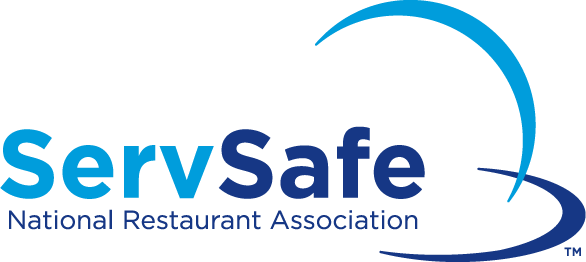 ServSafe
National Restaurant Association
™